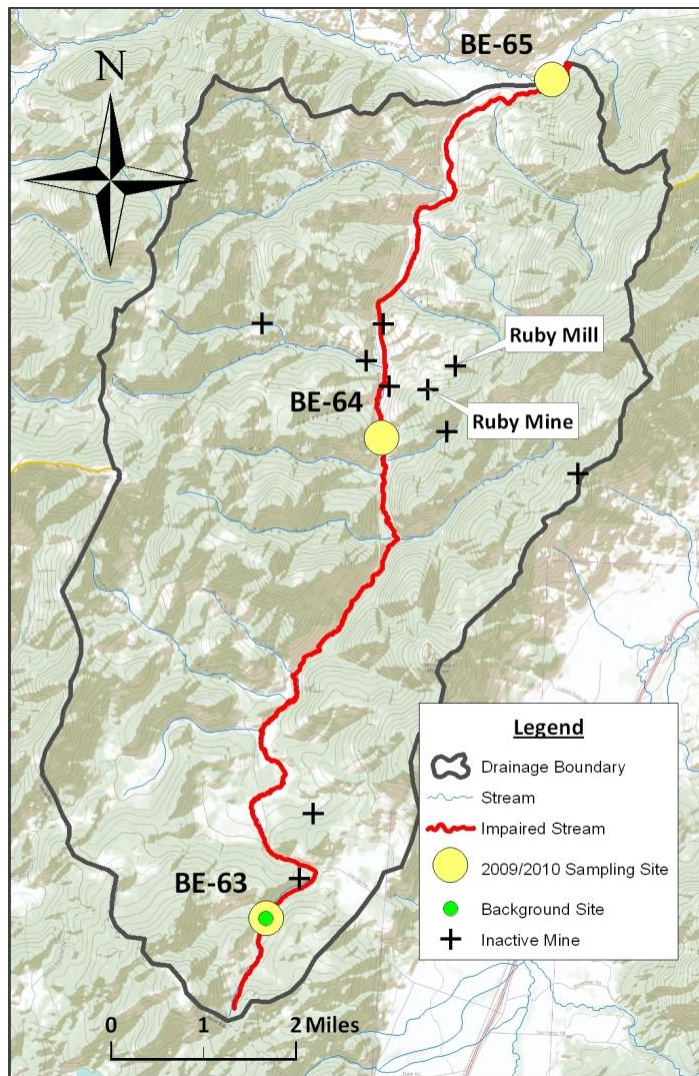 BE-65
N
Ruby Mill
BE-64
Ruby Mine
Legend
Drainage Boundary
Stream
Impaired Stream
BE-63
2009/2010 Sampling Site
Background Site
Inactive Mine
0 1 2 Miles